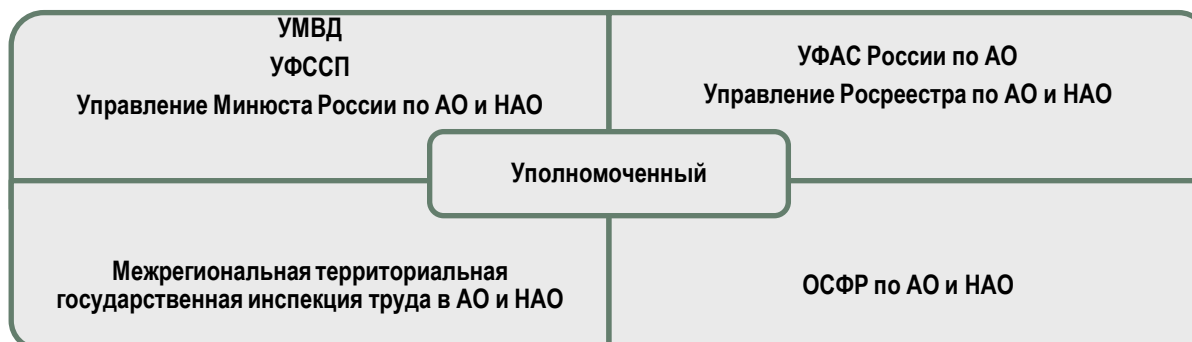 УМВД
УФССП
Управление Минюста России по АО и НАО
УФАС России по АО
Управление Росреестра по АО и НАО
Уполномоченный
Межрегиональная территориальная
государственная инспекция труда в АО и НАО
ОСФР по АО и НАО